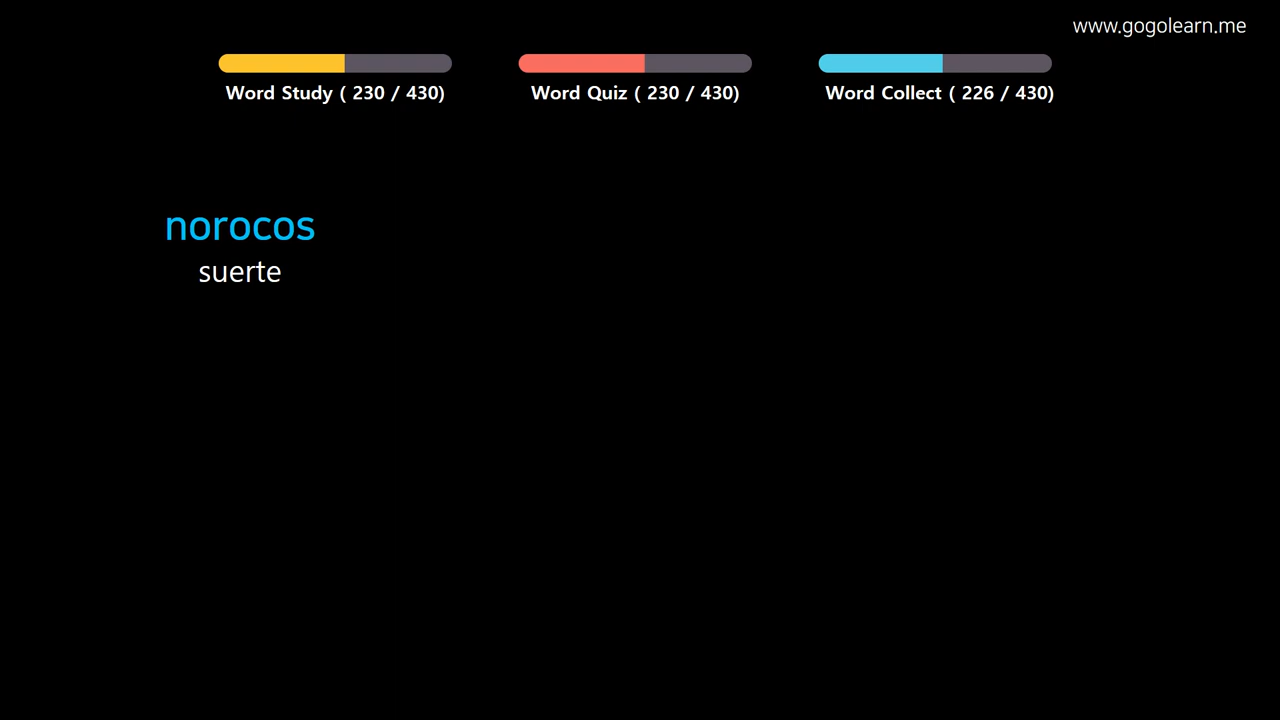 www.gogolearn.me
Word Study ( 230 / 430)
Word Quiz ( 230 / 430)
Word Collect ( 226 / 430)
norocos
suerte